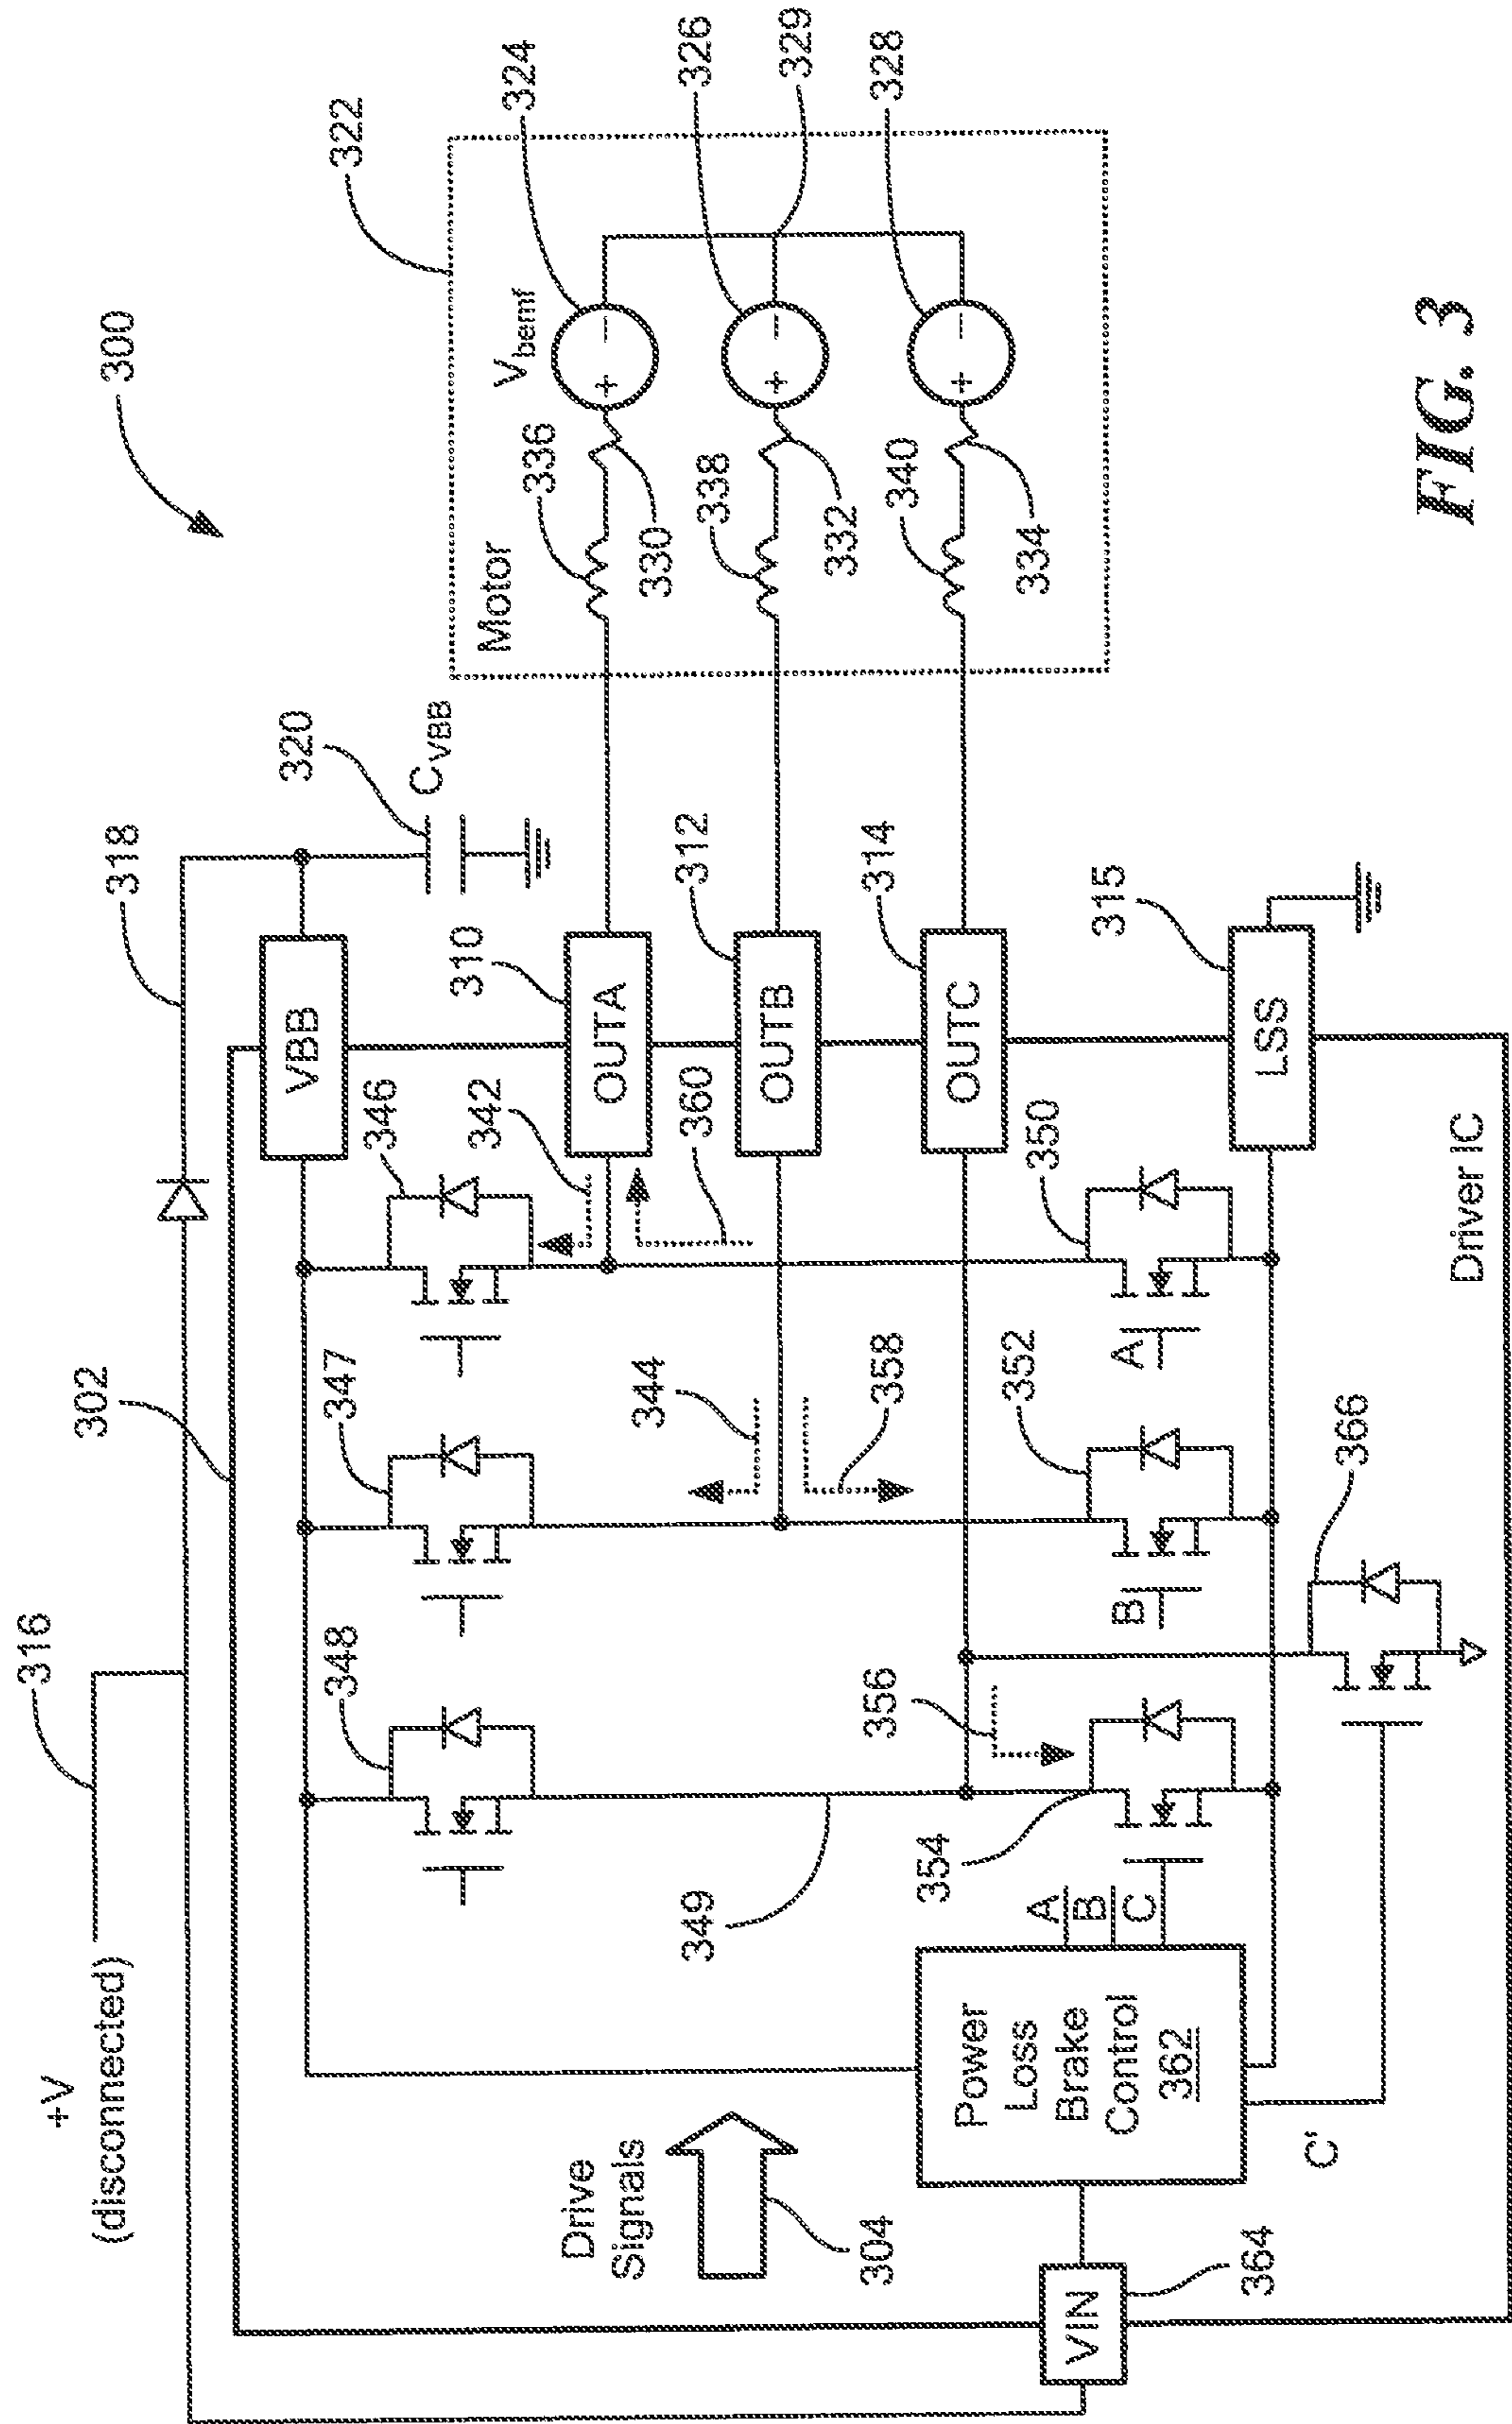 300
316
+V
(disconnected)
302
318
320
CVBB
322
Motor
Vbemf
324
326
329
328
336
330
338
332
340
334
VBB
310
OUTA
312
OUTB
314
OUTC
315
LSS
346
342
360
347
344
358
348
349
356
350
A
352
B
354
366
Drive
Signals
304
Power
Loss
Brake
Control
362
A
B
C
C'
VIN
364
Driver IC
FIG. 3